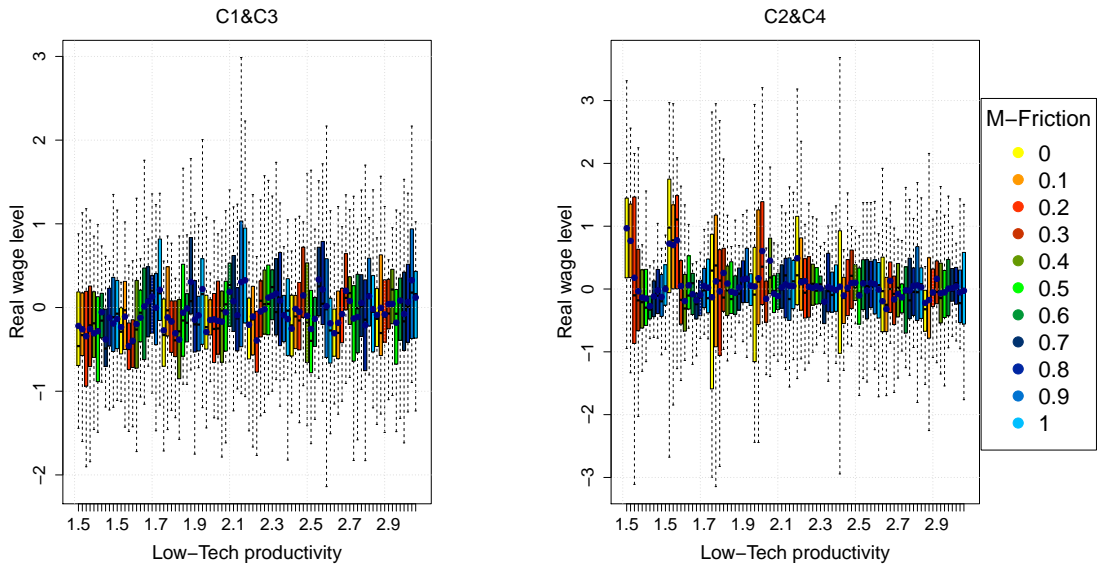 C1&C3
3
2
1
0
−1
−2
Real wage level
1.5 1.5 1.7 1.9 2.1 2.3 2.5 2.7 2.9
Low−Tech productivity
C2&C4
3
2
1
0
−1
−2
−3
Real wage level
1.5 1.5 1.7 1.9 2.1 2.3 2.5 2.7 2.9
Low−Tech productivity
M−Friction
0
0.1
0.2
0.3
0.4
0.5
0.6
0.7
0.8
0.9
1